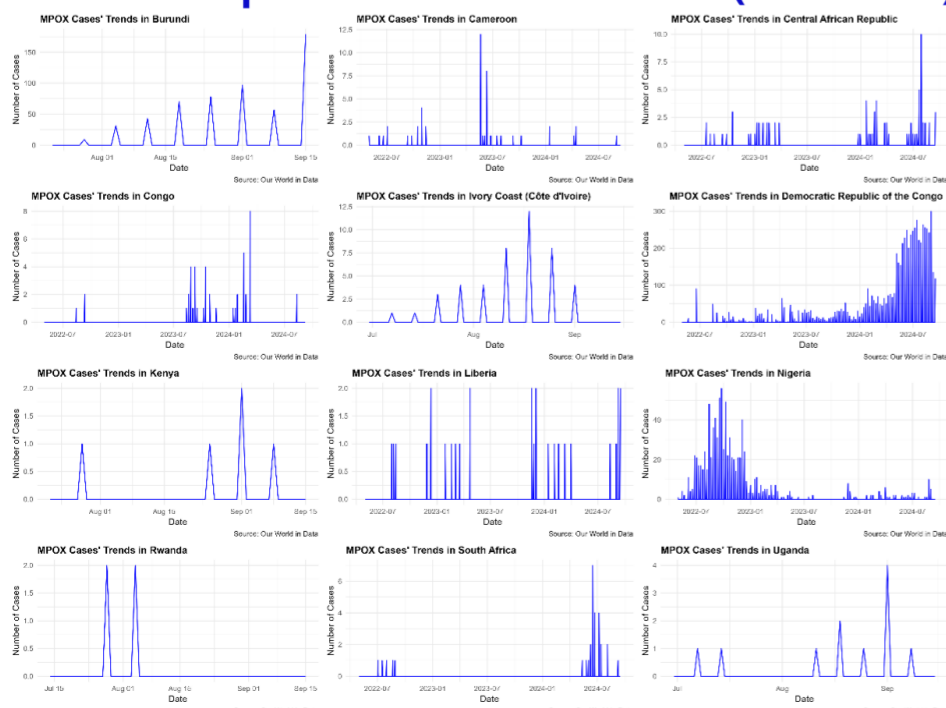 MPOX Cases' Trends in Burundi
Number of Cases
150
100
50
0
Aug 01
Aug 15
Sep 01
Sep 15
Date
Source: Our World in Data
MPOX Cases' Trends in Cameroon
Number of Cases
12.5
10.0
7.5
5.0
2.5
0.0
2022-07
2023-01
2023-07
2024-01
2024-07
Date
Source: Our World in Data
MPOX Cases' Trends in Central African Republic
Number of Cases
10.0
7.5
5.0
2.5
0.0
2022-07
2023-01
2023-07
2024-01
2024-07
Date
Source: Our World in Data
MPOX Cases' Trends in Congo
Number of Cases
8
6
4
2
0
2022-07
2023-01
2023-07
2024-01
2024-07
Date
Source: Our World in Data
MPOX Cases' Trends in Ivory Coast (Côte d'Ivoire)
Number of Cases
12.5
10.0
7.5
5.0
2.5
0.0
Jul
Aug
Sep
Date
Source: Our World in Data
MPOX Cases' Trends in Democratic Republic of the Congo
Number of Cases
300
200
100
0
2022-07
2023-01
2023-07
2024-01
2024-07
Date
Source: Our World in Data
MPOX Cases' Trends in Kenya
Number of Cases
2.0
1.5
1.0
0.5
0.0
Aug 01
Aug 15
Sep 01
Sep 15
Date
Source: Our World in Data
MPOX Cases' Trends in Liberia
Number of Cases
2.0
1.5
1.0
0.5
0.0
2022-07
2023-01
2023-07
2024-01
2024-07
Date
Source: Our World in Data
MPOX Cases' Trends in Nigeria
Number of Cases
40
20
0
2022-07
2023-01
2023-07
2024-01
2024-07
Date
Source: Our World in Data
MPOX Cases' Trends in Rwanda
Number of Cases
2.0
1.5
1.0
0.5
0.0
Jul 15
Aug 01
Aug 15
Sep 01
Sep 15
Date
MPOX Cases' Trends in South Africa
Number of Cases
6
4
2
0
2022-07
2023-01
2023-07
2024-01
2024-07
Date
MPOX Cases' Trends in Uganda
Number of Cases
4
3
2
1
0
Jul
Aug
Sep
Date